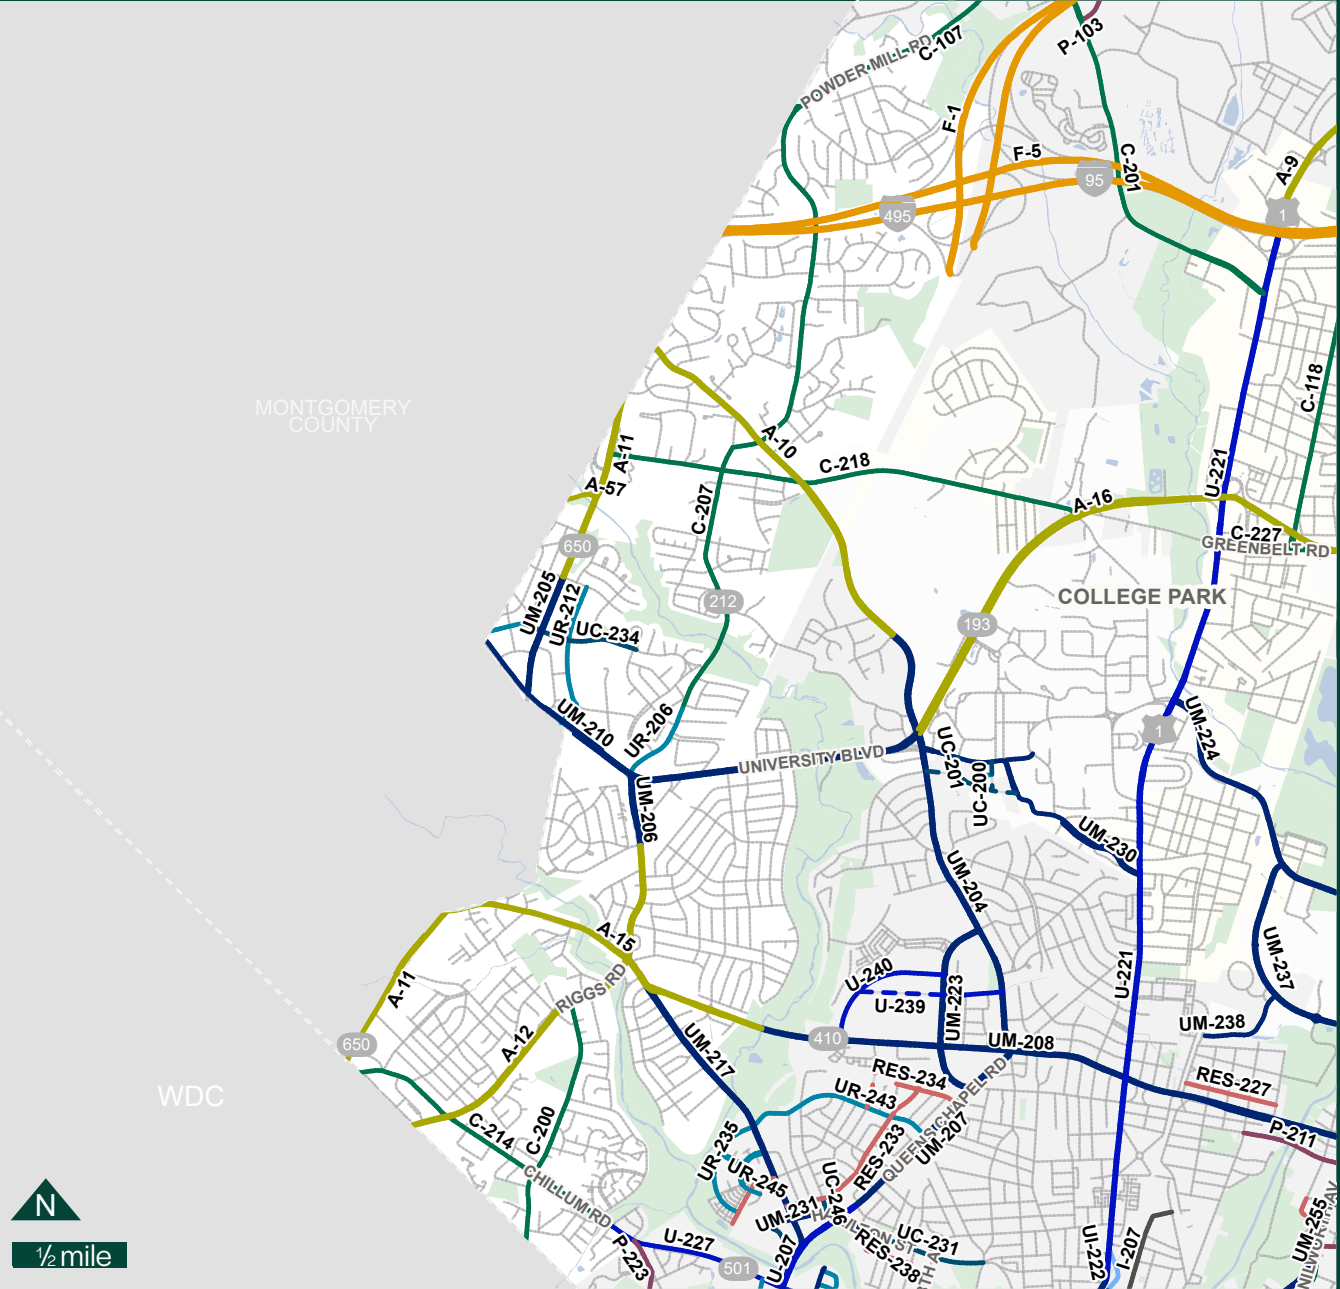 C-107
POWDER MILL RD
P-103
F-1
F-5
C-201
A-9
95
495
1
MONTGOMERY
COUNTY
A-10
A-11
C-218
C-118
A-57
C-207
A-16
U-221
C-227
GREENBELT RD
650
COLLEGE PARK
UM-205
UR-212
UC-234
212
193
UM-210
UR-206
UM-224
1
UNIVERSITY BLVD
UC-201
UC-200
UM-206
UM-230
UM-204
A-15
RIGGS RD
A-11
U-240
U-239
UM-223
U-221
UM-237
UM-238
650
A-12
UM-217
410
UM-208
WDC
RES-234
UR-243
QUEENS CHAPEL RD
RES-227
P-211
C-214
C-200
UR-235
RES-233
UM-207
UR-245
UC-246
CHILLUM RD
UM-231
HAMILTON ST
UC-231
RES-238
N
½ mile
P-223
U-227
501
U-207
UI-222
I-207
UM-255